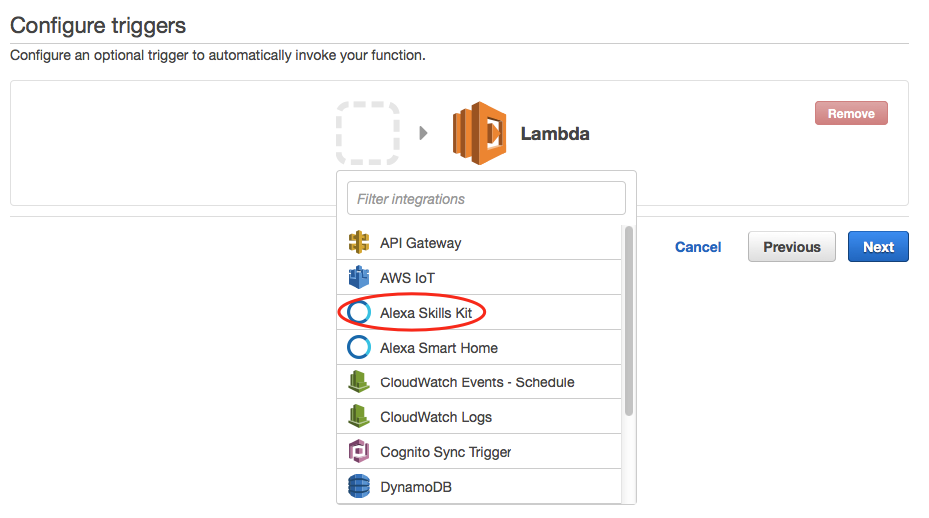 Configure triggers
Configure an optional trigger to automatically invoke your function.
Lambda
Remove
Filter integrations
API Gateway
AWS IoT
Alexa Skills Kit
Alexa Smart Home
CloudWatch Events - Schedule
CloudWatch Logs
Cognito Sync Trigger
DynamoDB
Cancel
Previous
Next